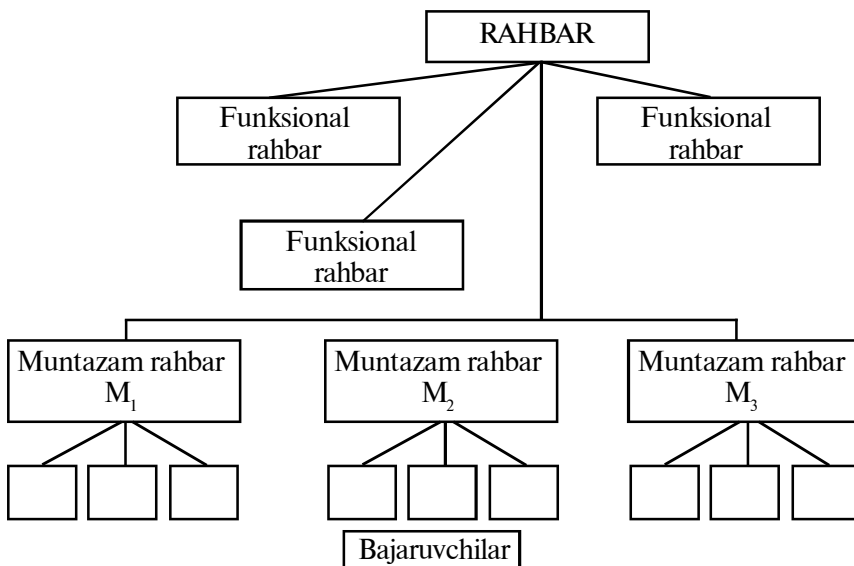 RAHBAR
Funksional
rahbar
Funksional
rahbar
Funksional
rahbar
Muntazam rahbar
M₁
Muntazam rahbar
M₂
Muntazam rahbar
M₃
Bajaruvchilar